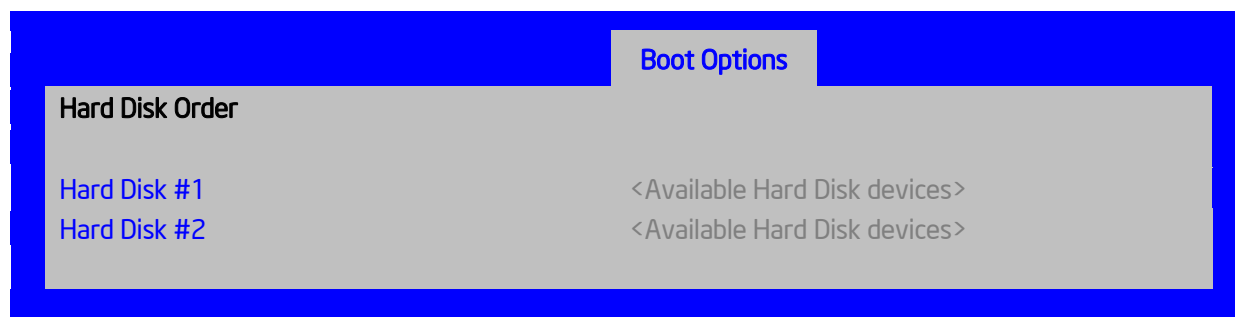 Boot Options
Hard Disk Order
Hard Disk #1 <Available Hard Disk devices>
Hard Disk #2 <Available Hard Disk devices>